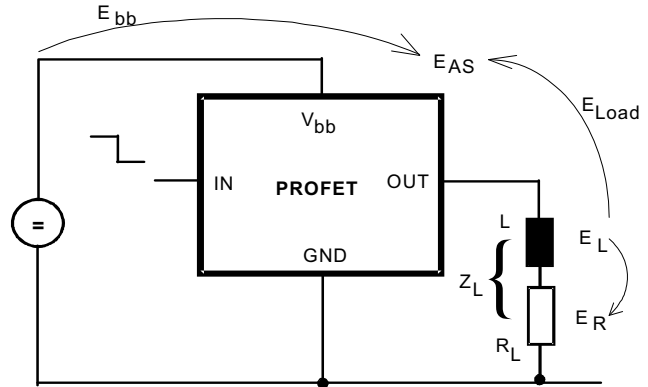 E bb
E AS
E Load
V bb
IN
PROFET
OUT
GND
=
L
E L
Z L
{
E R
R L